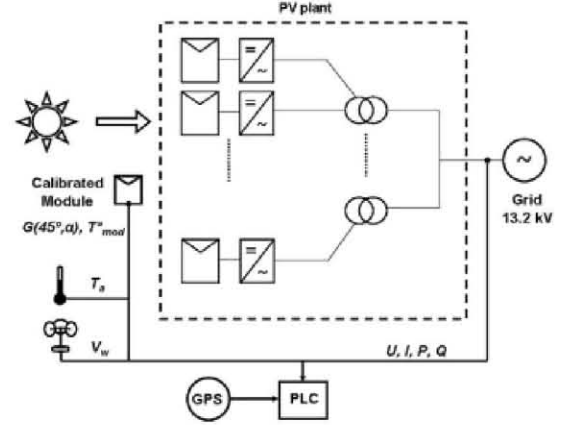 PV plant
=
~
=
~
Calibrated
Module
G(45º,α), T*mod
~
Grid
13.2 kV
=
~
Ta
Vw
U, I, P, Q
GPS
PLC